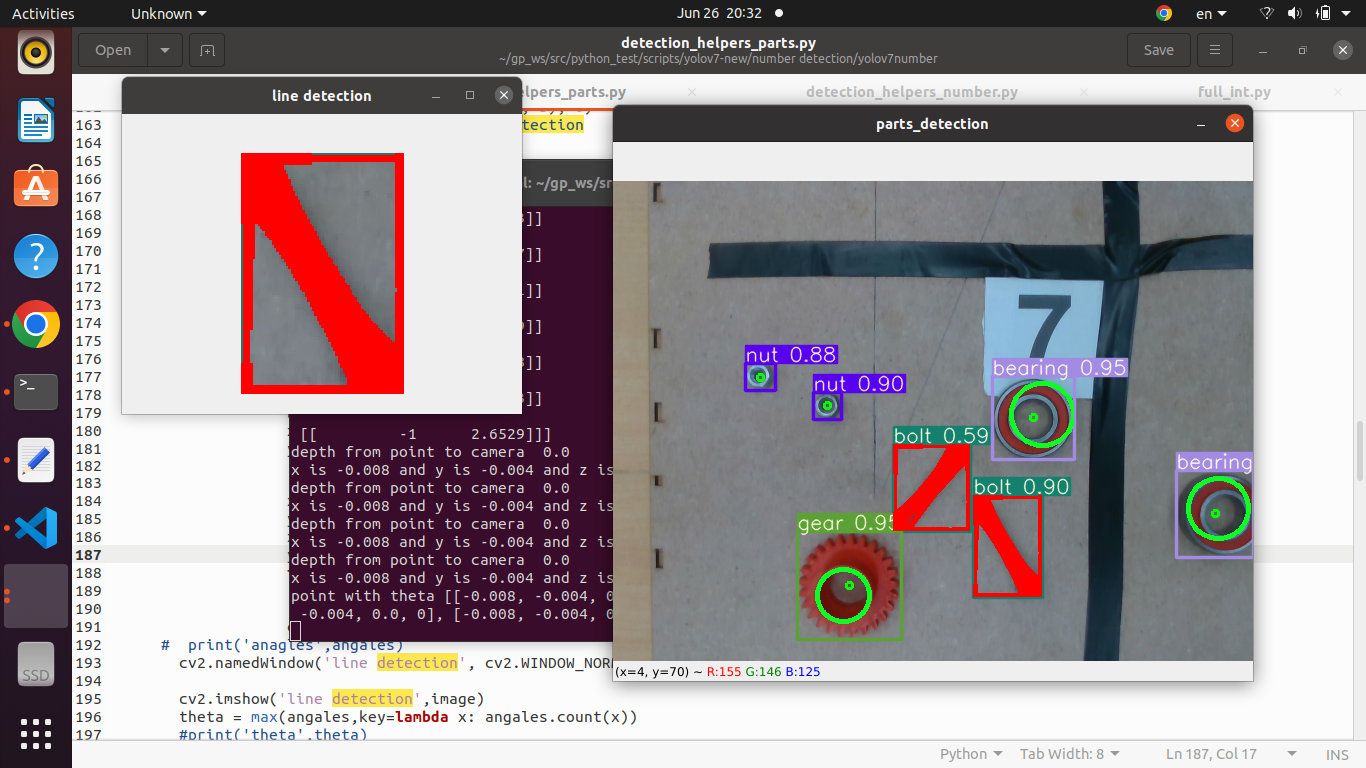 Activities
Unknown
Jun 26 20:32
en
Open
detection_helpers_parts.py
~/gp_ws/src/python_test/scripts/yolov7-new/number detection/yolov7number
Save
line detection
elpers_parts.py
detection_helpers_number.py
full_int.py
parts_detection
163
tection
164
165
166
l: ~/gp_ws/sr
167
168
]]
169
170
7]]
171
172
]]
173
174
]]
175
176
3]]
177
178
]]
179
180
[[ -1 2.6529]]]
181
depth from point to camera 0.0
182
x is -0.008 and y is -0.004 and z is
183
depth from point to camera 0.0
184
x is -0.008 and y is -0.004 and z is
185
depth from point to camera 0.0
186
x is -0.008 and y is -0.004 and z is
187
depth from point to camera 0.0
188
x is -0.008 and y is -0.004 and z is
189
point with theta [[-0.008, -0.004, 0
190
-0.004, 0.0, 0], [-0.008, -0.004, 0
191
192 # print('anagles',angales)
193 cv2.namedWindow('line detection', cv2.WINDOW_NOR
194
195 cv2.imshow('line detection',image)
196 theta = max(angales,key=lambda x: angales.count(x))
197 #print('theta',theta)
7
nut 0.88
nut 0.90
bearing 0.95
bolt 0.59
bearing
bolt 0.90
gear 0.95
(x=4, y=70) ~ R:155 G:146 B:125
SSD
Python
Tab Width: 8
Ln 187, Col 17
INS